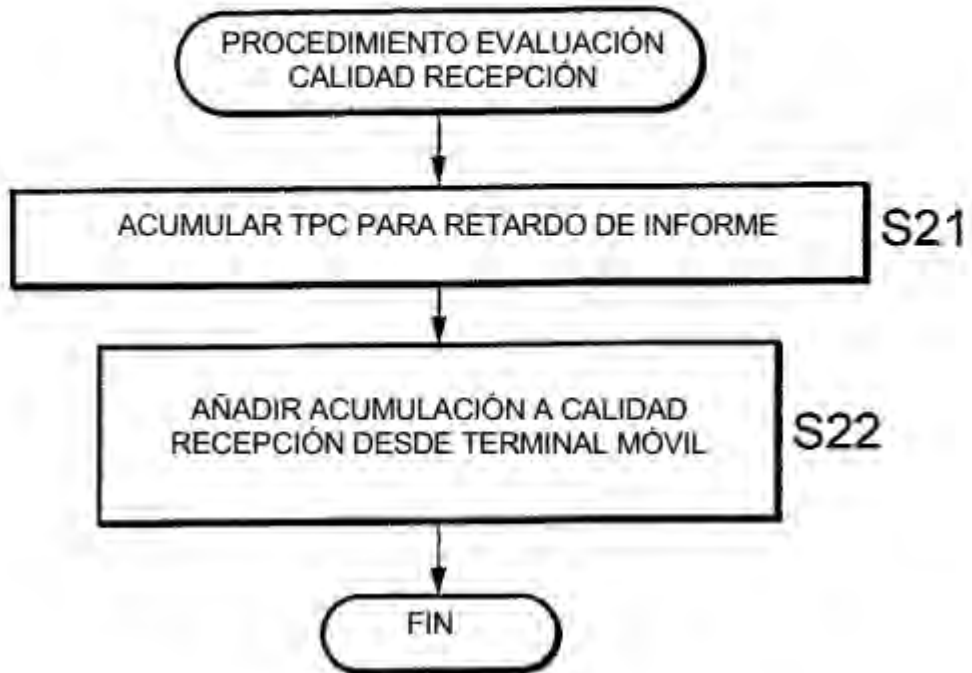 PROCEDIMIENTO EVALUACIÓN
CALIDAD RECEPCIÓN
ACUMULAR TPC PARA RETARDO DE INFORME
S21
AÑADIR ACUMULACIÓN A CALIDAD
RECEPCIÓN DESDE TERMINAL MÓVIL
S22
FIN